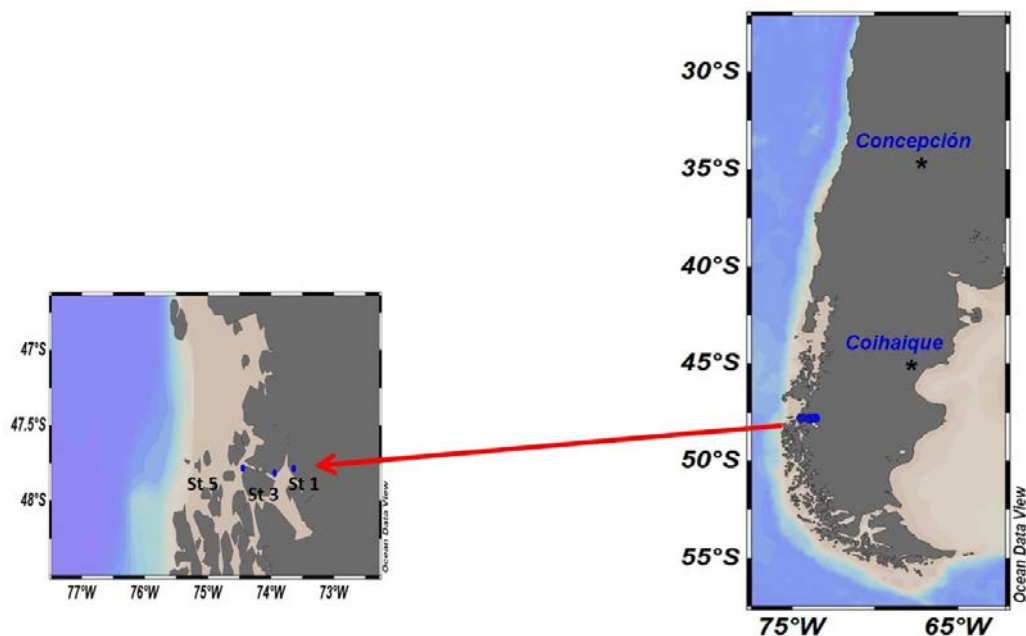 47°S
47.5°S
48°S
St 5
St 3
St 1
77°W 76°W 75°W 74°W 73°W
Ocean Data View
30°S
35°S
40°S
45°S
50°S
55°S
Concepción
*
Coihaique
*
75°W 65°W
Ocean Data View